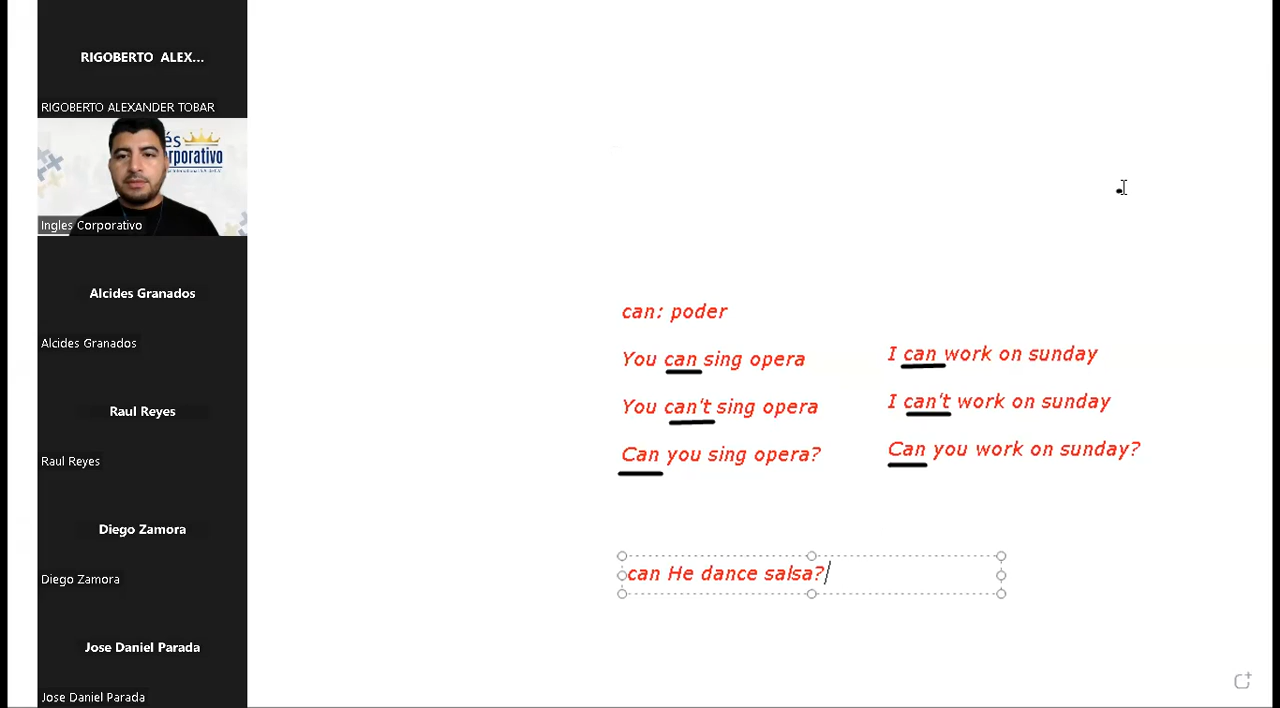 RIGOBERTO ALEX...
RIGOBERTO ALEXANDER TOBAR
és
orporativo
Ingles Corporativo
Alcides Granados
Alcides Granados
Raul Reyes
Raul Reyes
Diego Zamora
Diego Zamora
Jose Daniel Parada
Jose Daniel Parada
can: poder
You can sing opera
You can't sing opera
Can you sing opera?
I can work on sunday
I can't work on sunday
Can you work on sunday?
can He dance salsa?